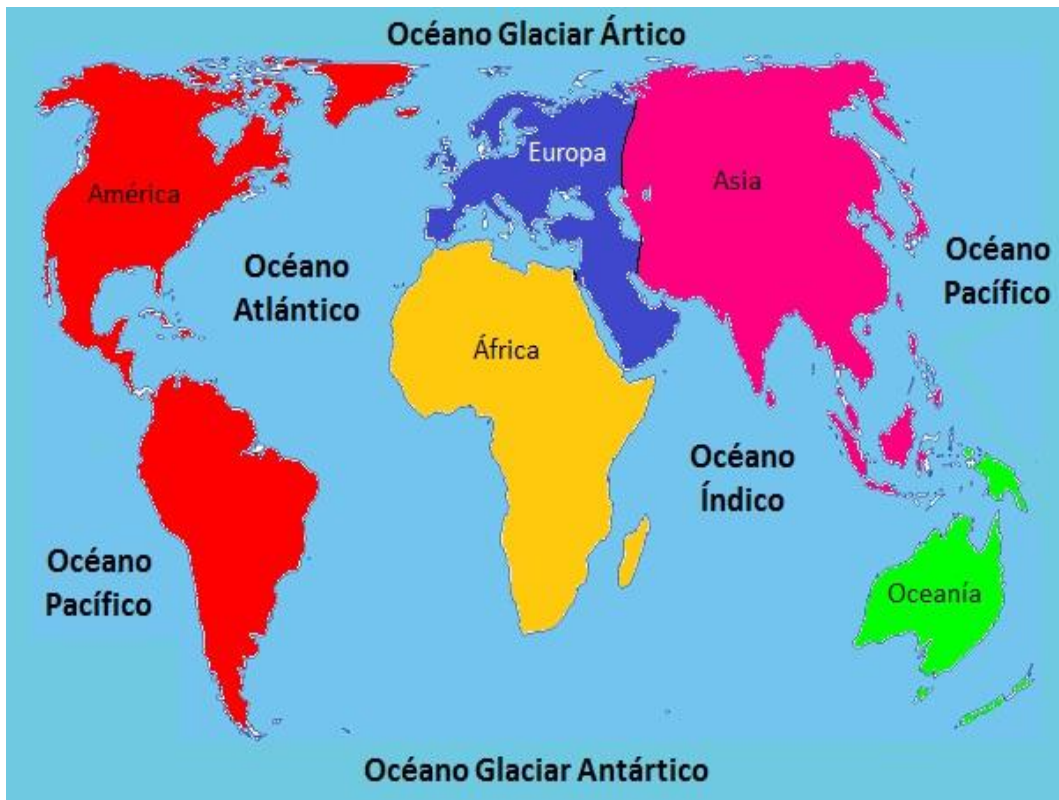 Océano Glaciar Ártico
América
Europa
Asia
Océano
Atlántico
Océano
Pacífico
África
Océano
Índico
Océano
Pacífico
Oceanía
Océano Glaciar Antártico